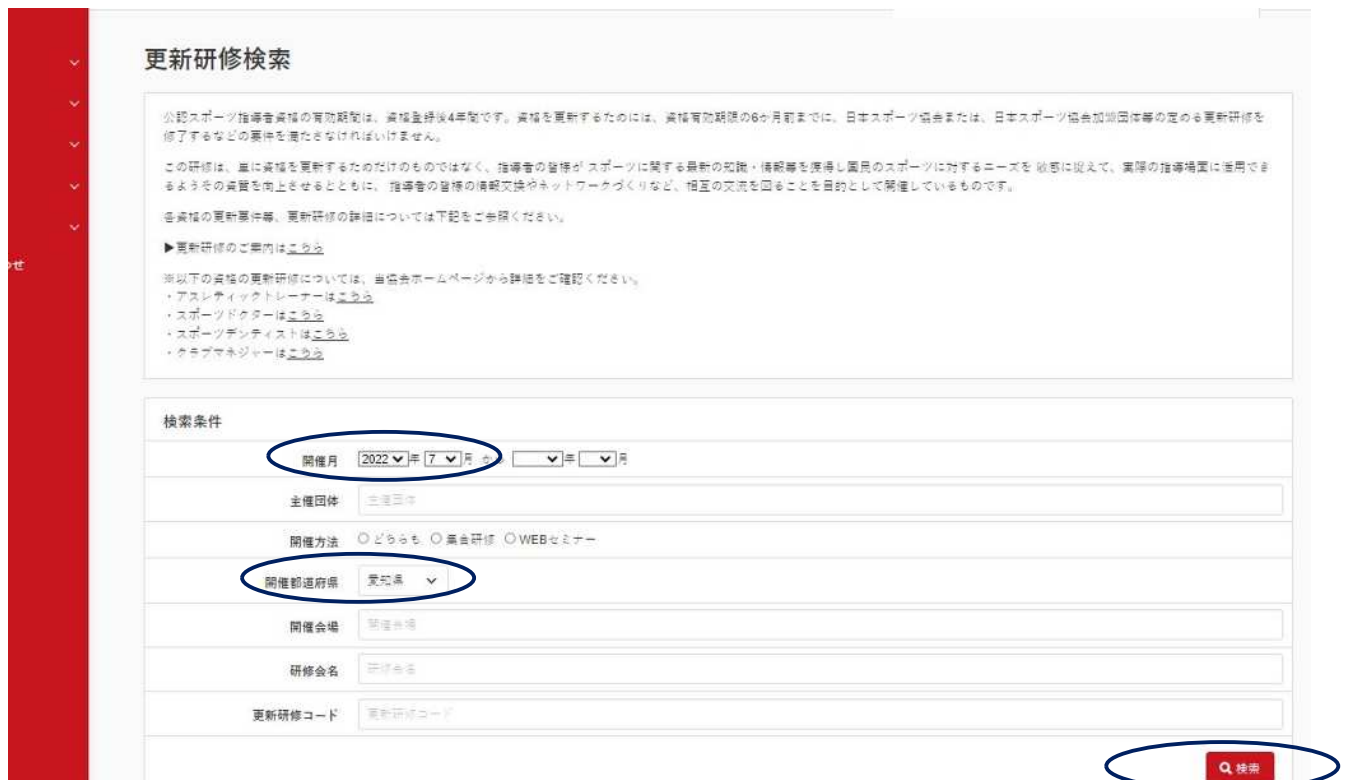 更新研修検索
公認スポーツ指導者資格の有効期間は、資格登録後4年間です。資格を更新するためには、資格有効期限の6か月前までに、日本スポーツ協会または、日本スポーツ協会加盟団体等の定める更新研修を
修了するなどの要件を満たさなければいけません。
この研修は、単に資格を更新するためだけのものではなく、指導者の皆様が スポーツに関する最新の知識・情報等を獲得し国民のスポーツに対するニーズを 敏感に捉えて、実際の指導場面に活用でき
るようその資質を向上させるとともに、 指導者の皆様の情報交換やネットワークづくりなど、相互の交流を図ることを目的として開催しているものです。
各資格の更新要件等、更新研修の詳細については下記をご参照ください。
▶更新研修のご案内はこちら
わせ
※以下の資格の更新研修については、当協会ホームページから詳細をご確認ください。
・アスレティックトレーナーはこちら
・スポーツドクターはこちら
・スポーツデンティストはこちら
・クラブマネジャーはこちら
検索条件
開催月 2022 年 7 月 から 年 月
主催団体 主催団体
開催方法 どちらも 集合研修 WEBセミナー
開催都道府県 愛知県
開催会場 開催会場
研修会名 研修会名
更新研修コード 更新研修コード
検索